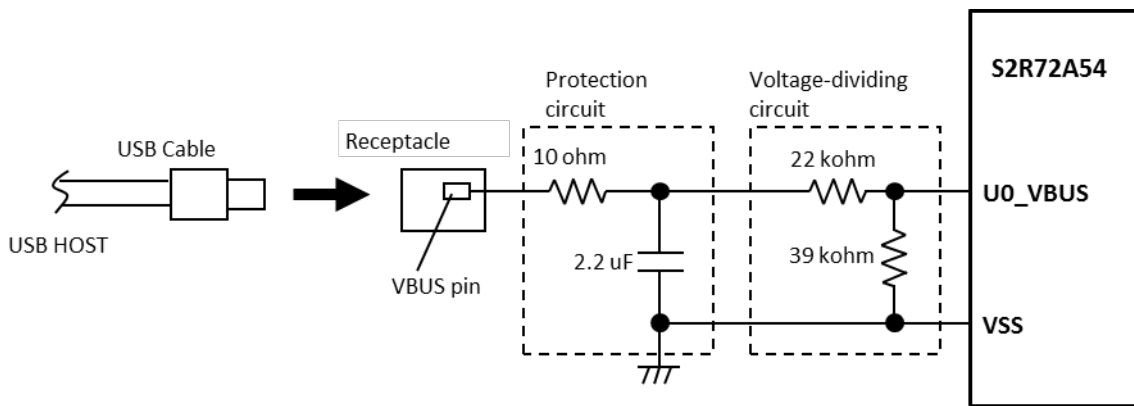 S2R72A54
Protection
circuit
Voltage-dividing
circuit
Receptacle
USB Cable
10 ohm
22 kohm
U0_VBUS
USB HOST
2.2 uF
39 kohm
VBUS pin
VSS